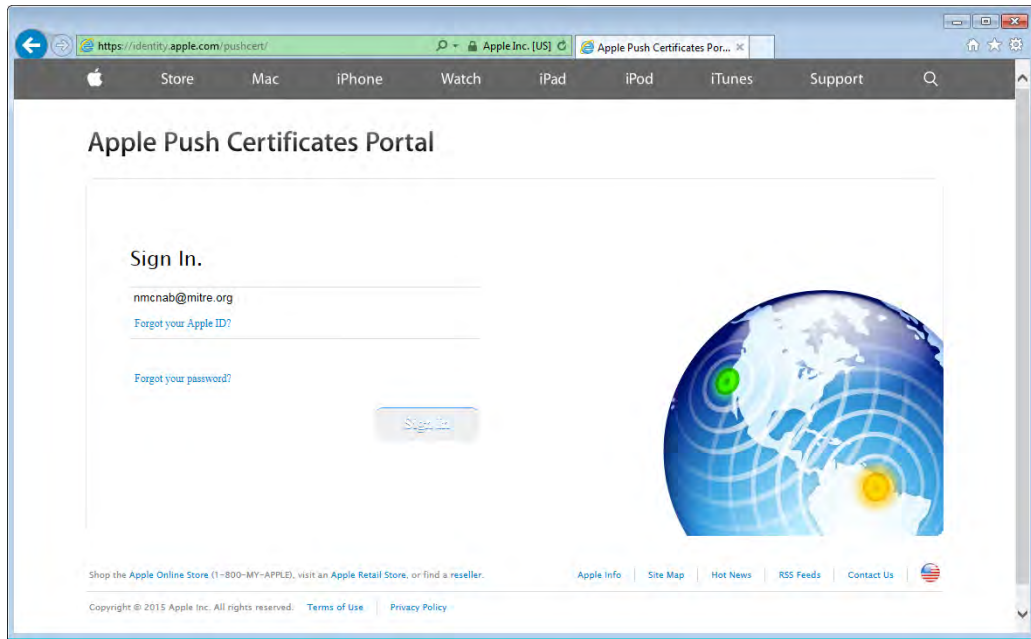 https://identity.apple.com/pushcert/ Apple Inc. [US] Apple Push Certificates Por...
Store Mac iPhone Watch iPad iPod iTunes Support
Apple Push Certificates Portal
Sign In.
nmcnab@mitre.org
Forgot your Apple ID?
Forgot your password?
Sign In
Shop the Apple Online Store (1-800-MY-APPLE), visit an Apple Retail Store, or find a reseller. Apple Info Site Map Hot News RSS Feeds Contact Us
Copyright © 2015 Apple Inc. All rights reserved. Terms of Use Privacy Policy